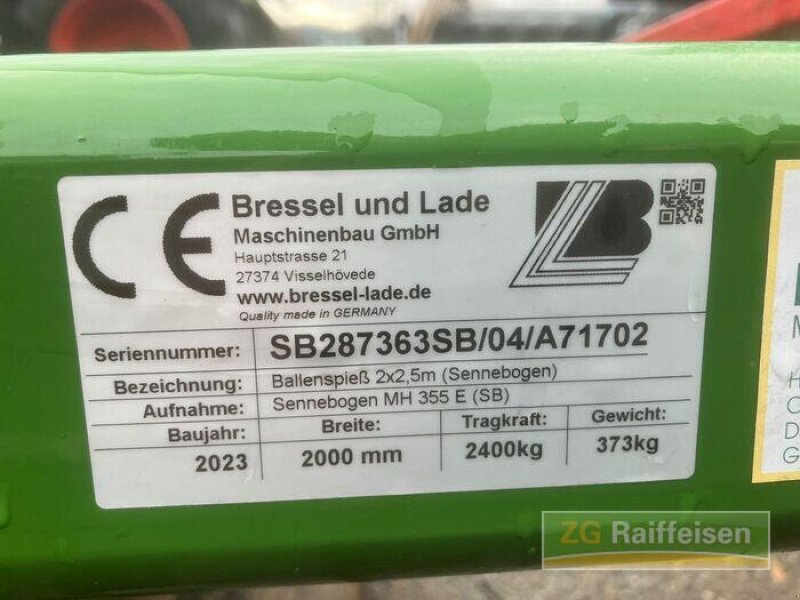 CE
Bressel und Lade
Maschinenbau GmbH
Hauptstrasse 21
27374 Visselhövede
www.bressel-lade.de
Quality made in GERMANY
LB
Seriennummer: SB287363SB/04/A71702
Bezeichnung: Ballenspieß 2x2,5m (Sennebogen)
Aufnahme: Sennebogen MH 355 E (SB)
Baujahr: Breite: Tragkraft: Gewicht:
2023 2000 mm 2400kg 373kg
ZG Raiffeisen